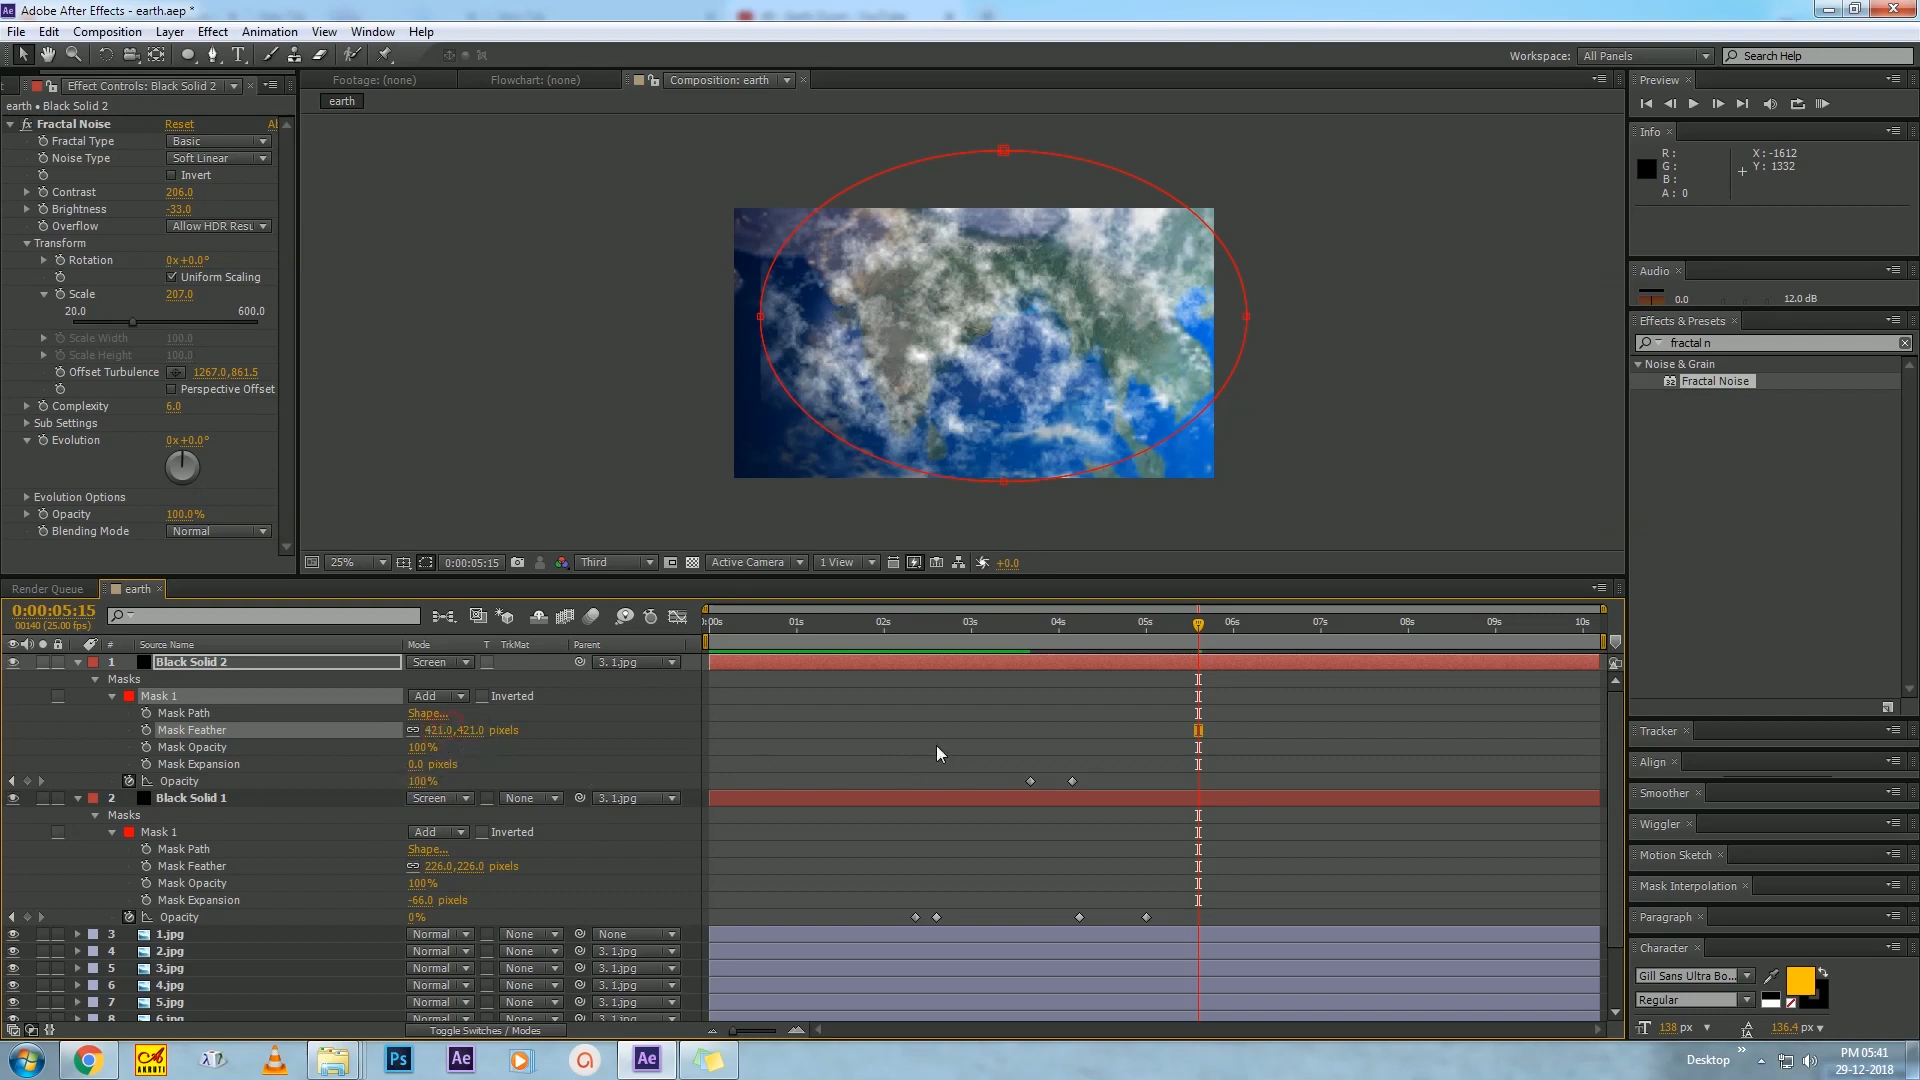 Adobe After Effects - earth.aep *
File Edit Composition Layer Effect Animation View Window Help
Workspace: All Panels Search Help
Effect Controls: Black Solid 2
Footage: (none) Flowchart: (none) Composition: earth
earth
earth • Black Solid 2
Fractal Noise Reset Al
Fractal Type Basic
Noise Type Soft Linear
Invert
Contrast 206.0
Brightness -33.0
Overflow Allow HDR Resu
Transform
Rotation 0x+0.0°
Uniform Scaling
Scale 207.0
20.0 600.0
Scale Width 100.0
Scale Height 100.0
Offset Turbulence 1267.0,861.5
Perspective Offset
Complexity 6.0
Sub Settings
Evolution 0x+0.0°
Evolution Options
Opacity 100.0%
Blending Mode Normal
25% 0:00:05:15 Third Active Camera 1 View +0.0
Preview
Info
R: X: -1612
G: Y: 1332
B:
A: 0
Audio
0.0 12.0 dB
Effects & Presets
fractal n
Noise & Grain
32 Fractal Noise
Tracker
Align
Smoother
Wiggler
Motion Sketch
Mask Interpolation
Paragraph
Character
Gill Sans Ultra Bo...
Regular
138 px 136.4 px
Render Queue earth
0:00:05:15
00140 (25.00 fps)
:00s 01s 02s 03s 04s 05s 06s 07s 08s 09s 10s
# Source Name Mode T TrkMat Parent
1 Black Solid 2 Screen 3. 1.jpg
Masks
Mask 1 Add Inverted
Mask Path Shape...
Mask Feather 421.0,421.0 pixels
Mask Opacity 100%
Mask Expansion 0.0 pixels
Opacity 100%
2 Black Solid 1 Screen None 3. 1.jpg
Masks
Mask 1 Add Inverted
Mask Path Shape...
Mask Feather 226.0,226.0 pixels
Mask Opacity 100%
Mask Expansion -66.0 pixels
Opacity 0%
3 1.jpg Normal None None
4 2.jpg Normal None 3. 1.jpg
5 3.jpg Normal None 3. 1.jpg
6 4.jpg Normal None 3. 1.jpg
7 5.jpg Normal None 3. 1.jpg
8 6.jpg Normal None 3. 1.jpg
Toggle Switches / Modes
AKRUTI Ps Ae Ae
Desktop PM 05:41
29-12-2018